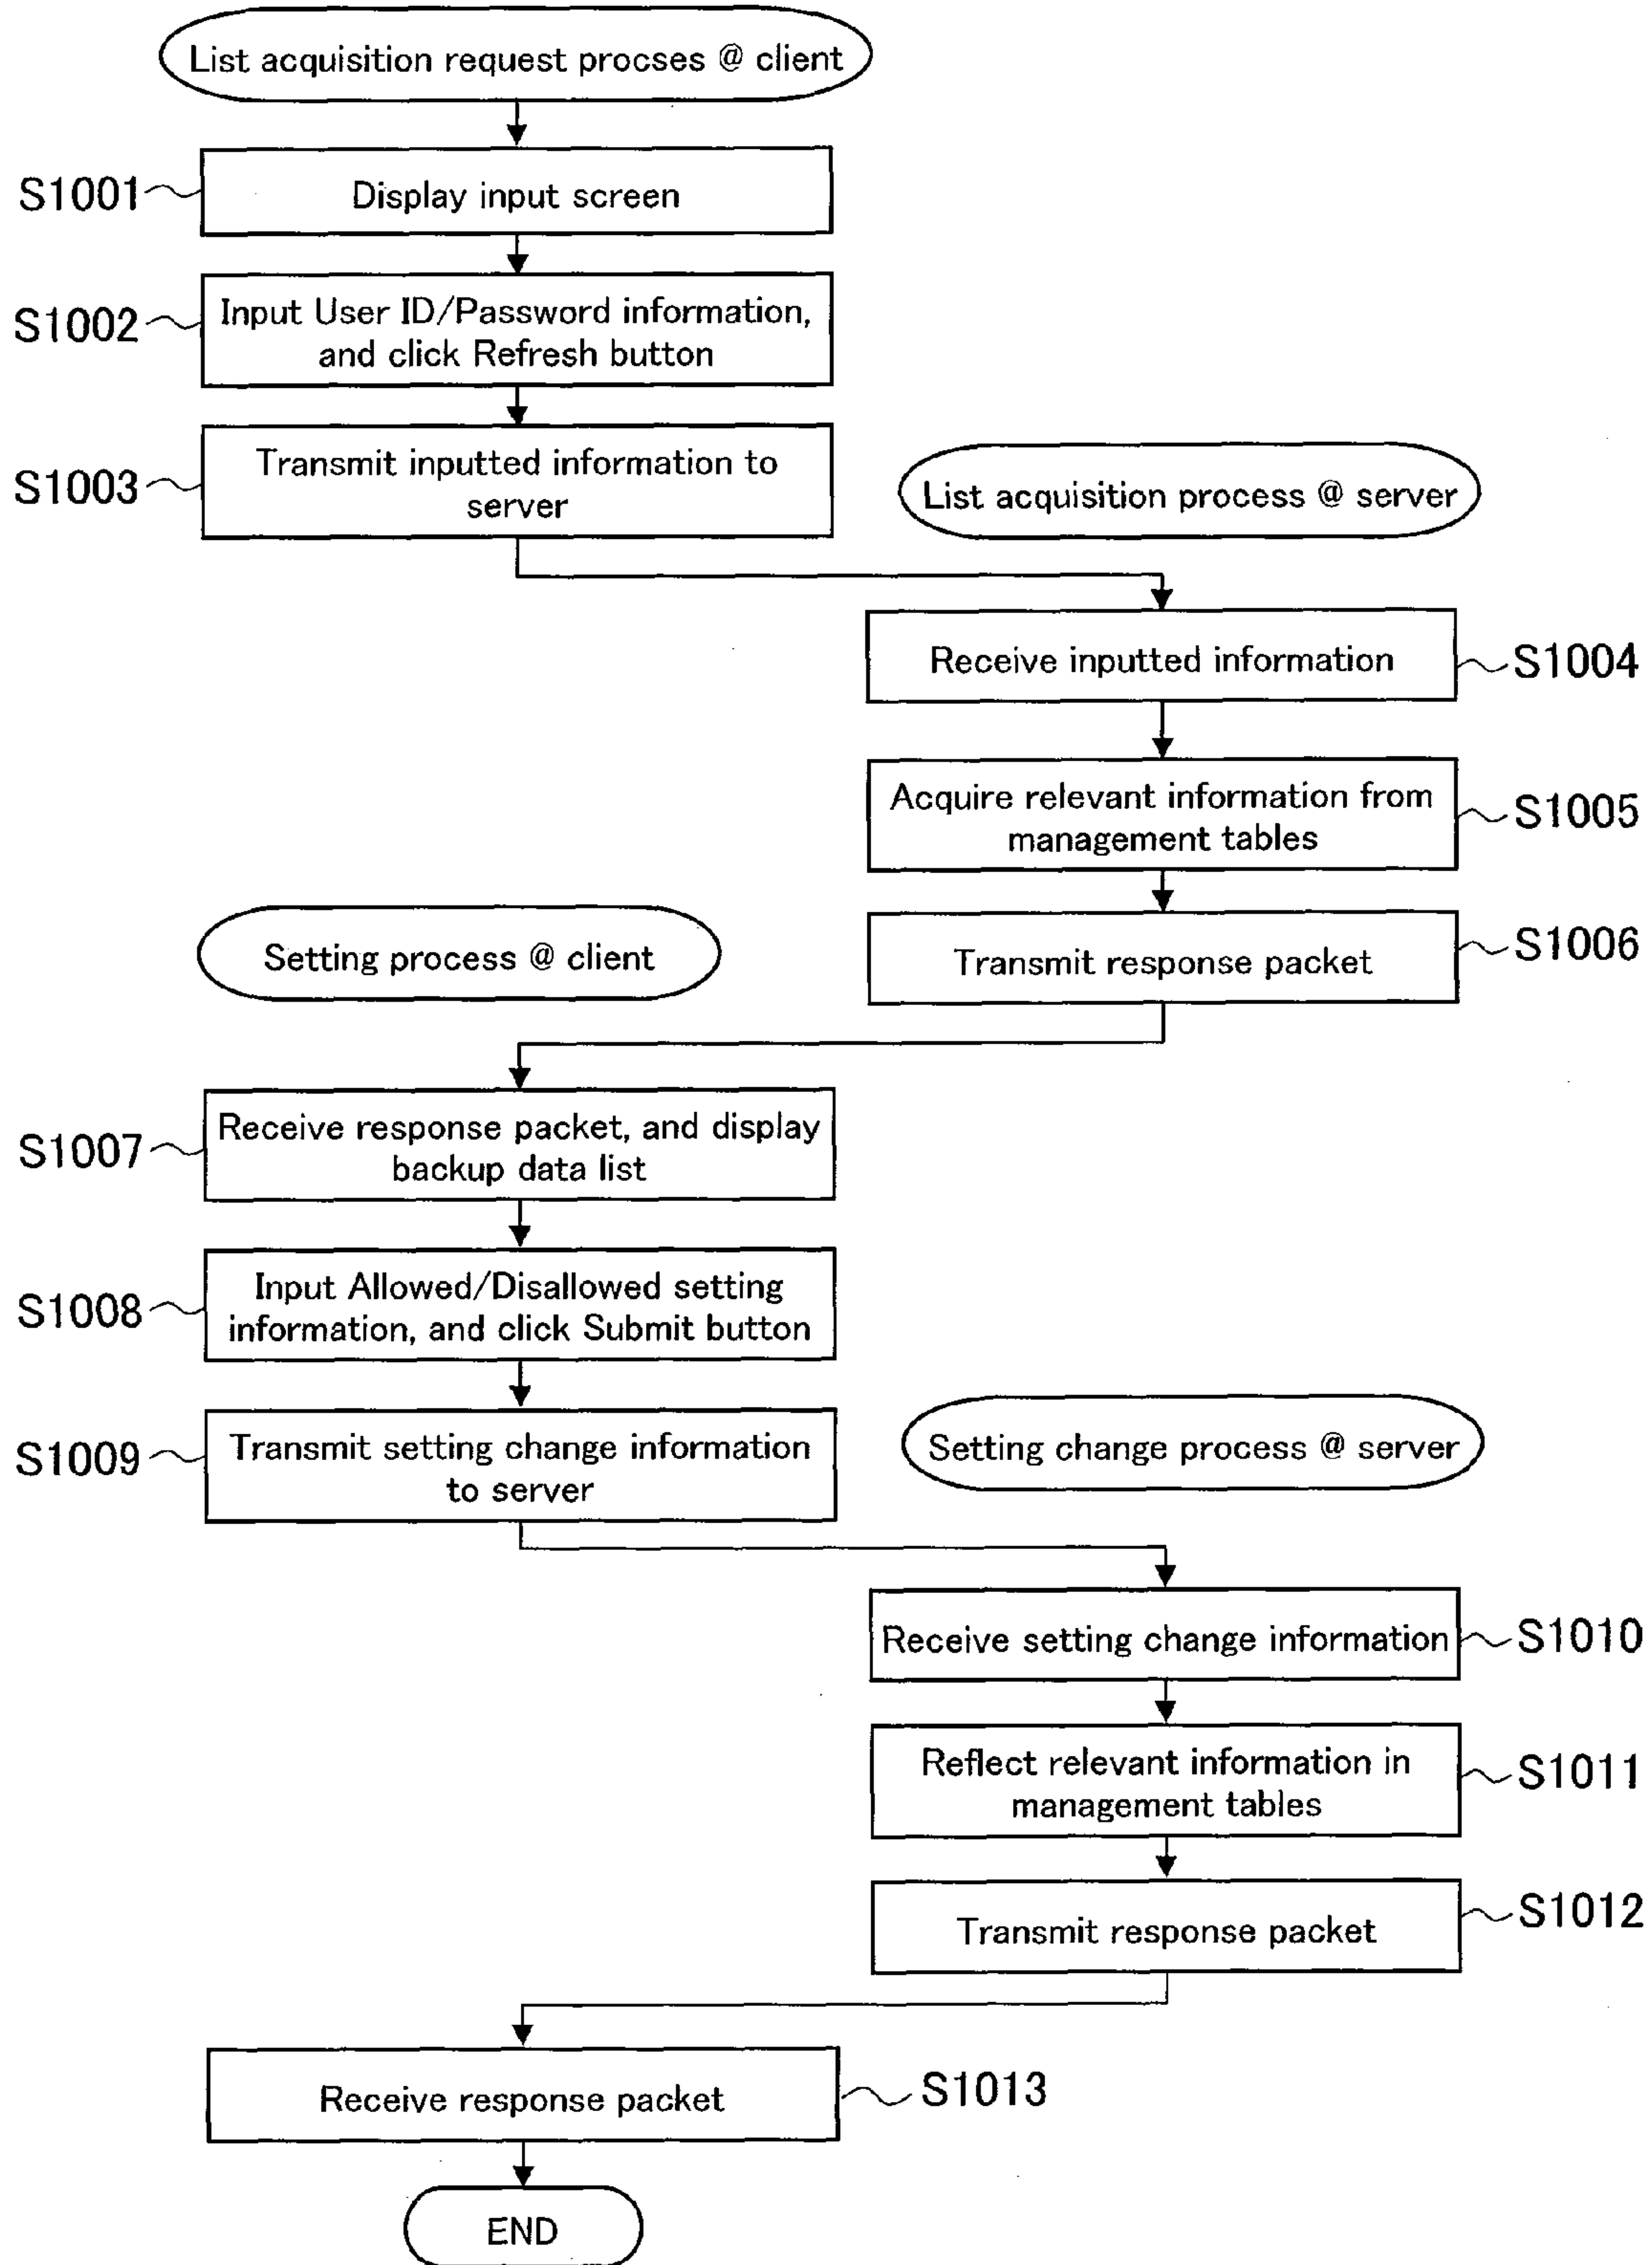 List acquisition request procses @ client
S1001
Display input screen
S1002
Input User ID/Password information,
and click Refresh button
S1003
Transmit inputted information to
server
List acquisition process @ server
Receive inputted information
S1004
Acquire relevant information from
management tables
S1005
Transmit response packet
S1006
Setting process @ client
S1007
Receive response packet, and display
backup data list
S1008
Input Allowed/Disallowed setting
information, and click Submit button
S1009
Transmit setting change information
to server
Setting change process @ server
Receive setting change information
S1010
Reflect relevant information in
management tables
S1011
Transmit response packet
S1012
Receive response packet
S1013
END